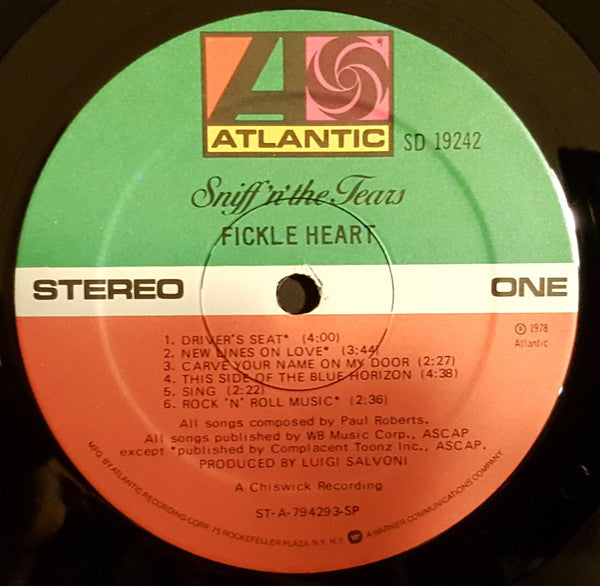 ATLANTIC
SD 19242
Sniff 'n' the Tears
FICKLE HEART
STEREO
ONE
℗ 1978
Atlantic
1. DRIVER'S SEAT* (4:00)
2. NEW LINES ON LOVE* (3:44)
3. CARVE YOUR NAME ON MY DOOR (2:27)
4. THIS SIDE OF THE BLUE HORIZON (4:38)
5. SING (2:22)
6. ROCK 'N' ROLL MUSIC* (2:36)
All songs composed by Paul Roberts.
All songs published by WB Music Corp., ASCAP
except *published by Complacent Toonz Inc., ASCAP.
PRODUCED BY LUIGI SALVONI
A Chiswick Recording
ST-A-794293-SP
MFG. BY ATLANTIC RECORDING CORP. 75 ROCKEFELLER PLAZA, N.Y. N.Y. A WARNER COMMUNICATIONS COMPANY